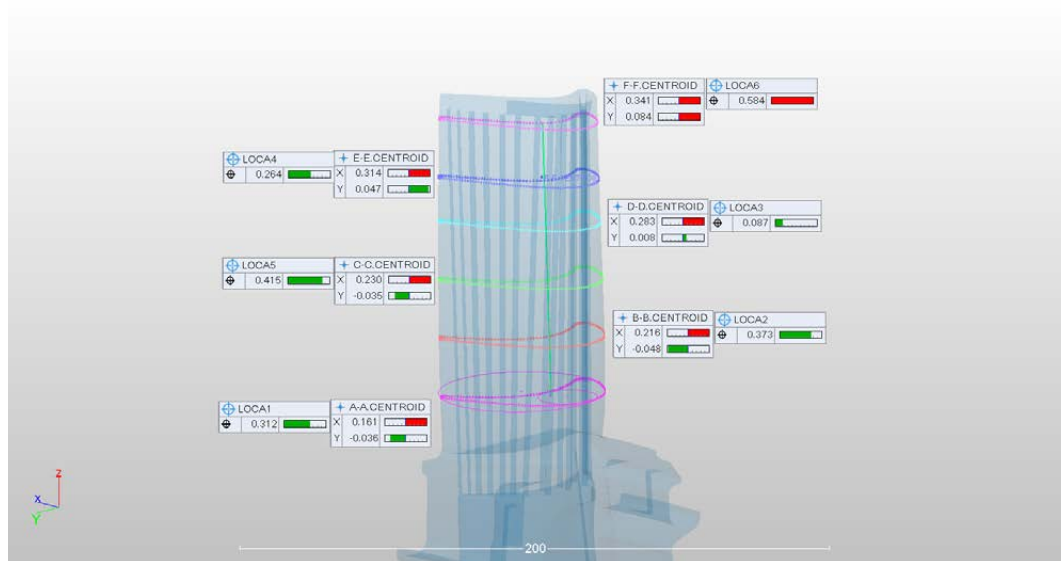 F-F.CENTROID
X 0.341
Y 0.084
LOCA6
0.584
LOCA4
0.264
E-E.CENTROID
X 0.314
Y 0.047
D-D.CENTROID
X 0.283
Y 0.008
LOCA3
0.087
LOCA5
0.415
C-C.CENTROID
X 0.230
Y -0.035
B-B.CENTROID
X 0.216
Y -0.048
LOCA2
0.373
LOCA1
0.312
A-A.CENTROID
X 0.161
Y -0.036
Z
X
Y
200